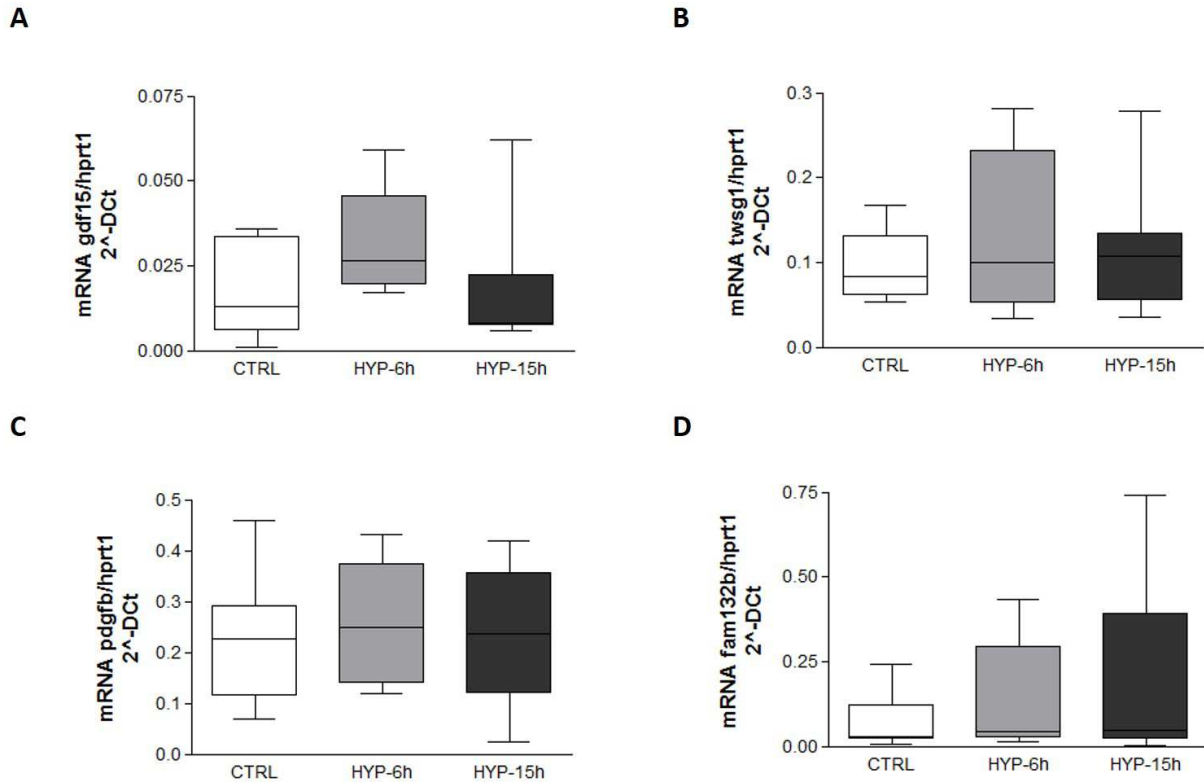 A
mRNA gdf15/hprt1
2^-DCt
0.075
0.050
0.025
0.000
CTRL HYP-6h HYP-15h
B
mRNA twsg1/hprt1
2^-DCt
0.3
0.2
0.1
0.0
CTRL HYP-6h HYP-15h
C
mRNA pdgfb/hprt1
2^-DCt
0.5
0.4
0.3
0.2
0.1
0.0
CTRL HYP-6h HYP-15h
D
mRNA fam132b/hprt1
2^-DCt
0.75
0.50
0.25
0.00
CTRL HYP-6h HYP-15h